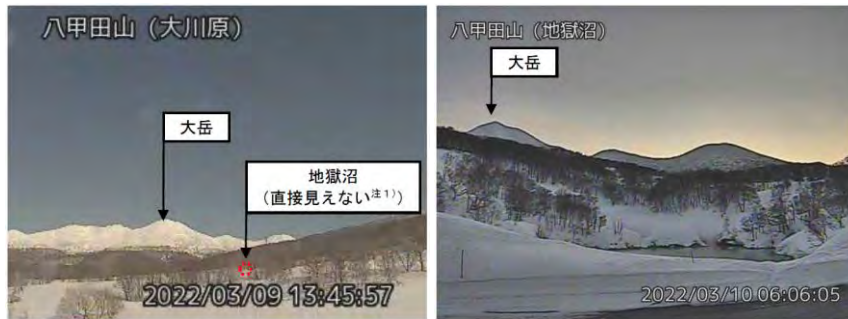 八甲田山（大川原）
大岳
地獄沼
（直接見えない注１））
2022/03/09 13:45:57
八甲田山（地獄沼）
大岳
2022/03/10 06:06:05